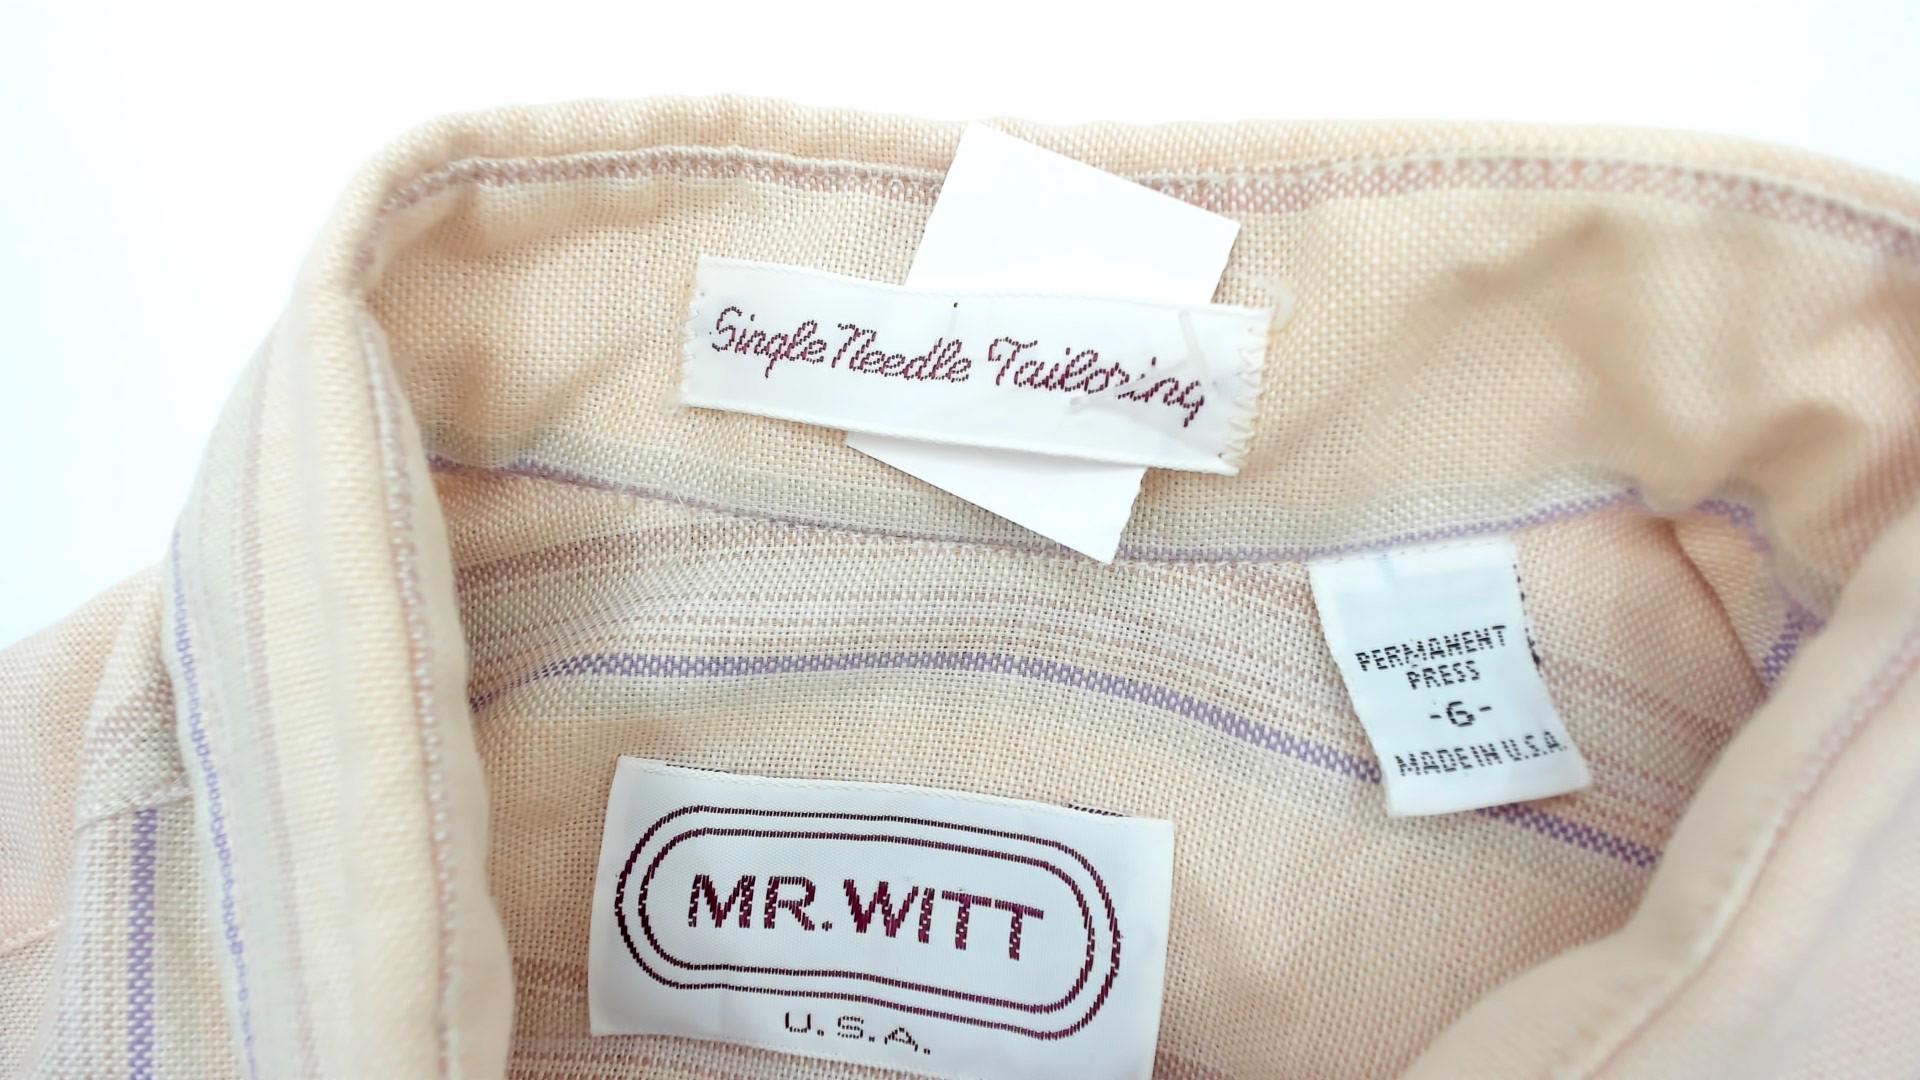 Single Needle Tailoring
PERMANENT
PRESS
-6-
MADE IN U.S.A.
MR. WITT
U.S.A.